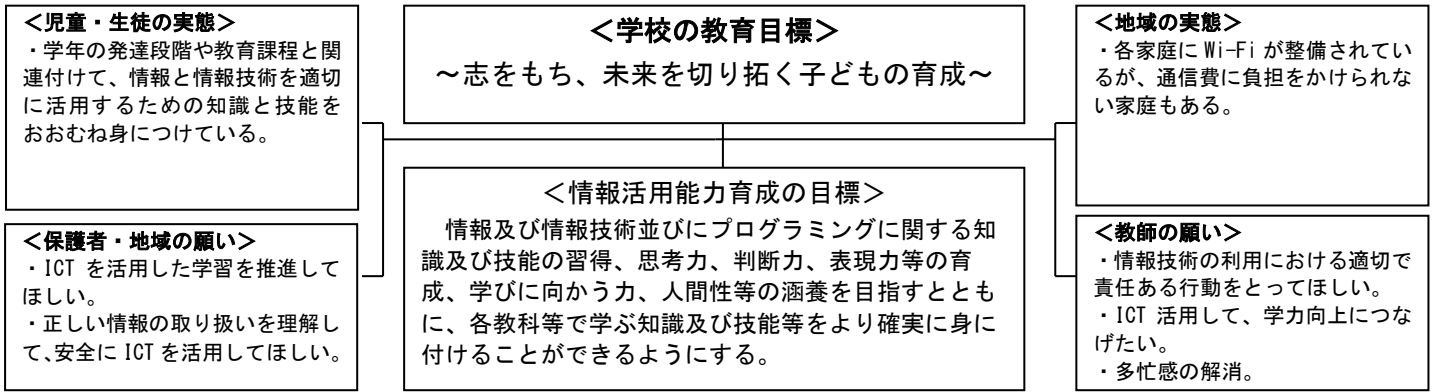 ＜児童・生徒の実態＞
・学年の発達段階や教育課程と関
連付けて、情報と情報技術を適切
に活用するための知識と技能を
おおむね身につけている。
＜学校の教育目標＞
～志をもち、未来を切り拓く子どもの育成～
＜地域の実態＞
・各家庭に Wi-Fi が整備されてい
るが、通信費に負担をかけられな
い家庭もある。
＜情報活用能力育成の目標＞
情報及び情報技術並びにプログラミングに関する知
識及び技能の習得、思考力、判断力、表現力等の育
成、学びに向かう力、人間性等の涵養を目指すととも
に、各教科等で学ぶ知識及び技能等をより確実に身に
付けることができるようにする。
＜保護者・地域の願い＞
・ICT を活用した学習を推進して
ほしい。
・正しい情報の取り扱いを理解し
て、安全に ICT を活用してほしい。
＜教師の願い＞
・情報技術の利用における適切で
責任ある行動をとってほしい。
・ICT 活用して、学力向上につな
げたい。
・多忙感の解消。